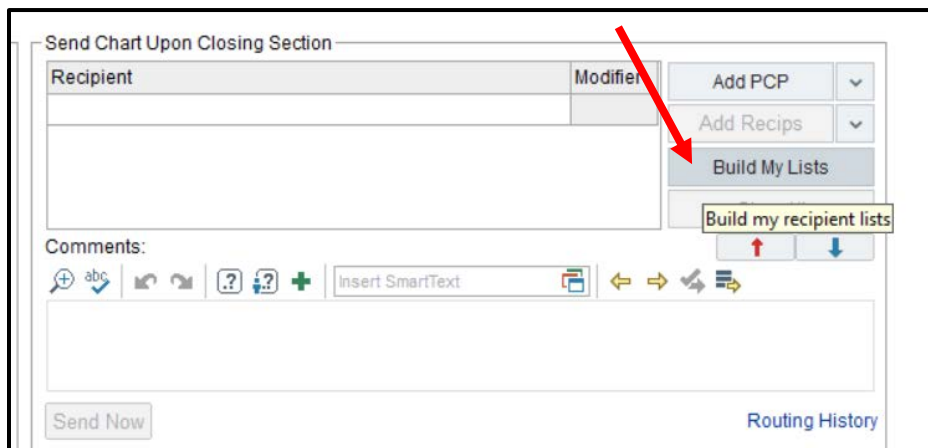 Send Chart Upon Closing Section
Recipient
Modifier
Add PCP
Add Recips
Build My Lists
Build my recipient lists
Comments:
abc
Insert SmartText
Send Now
Routing History